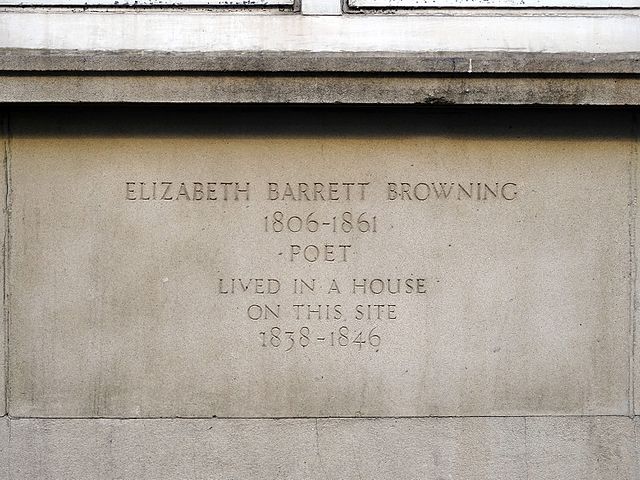 ELIZABETH BARRETT BROWNING
1806-1861
POET
LIVED IN A HOUSE
ON THIS SITE
1838-1846